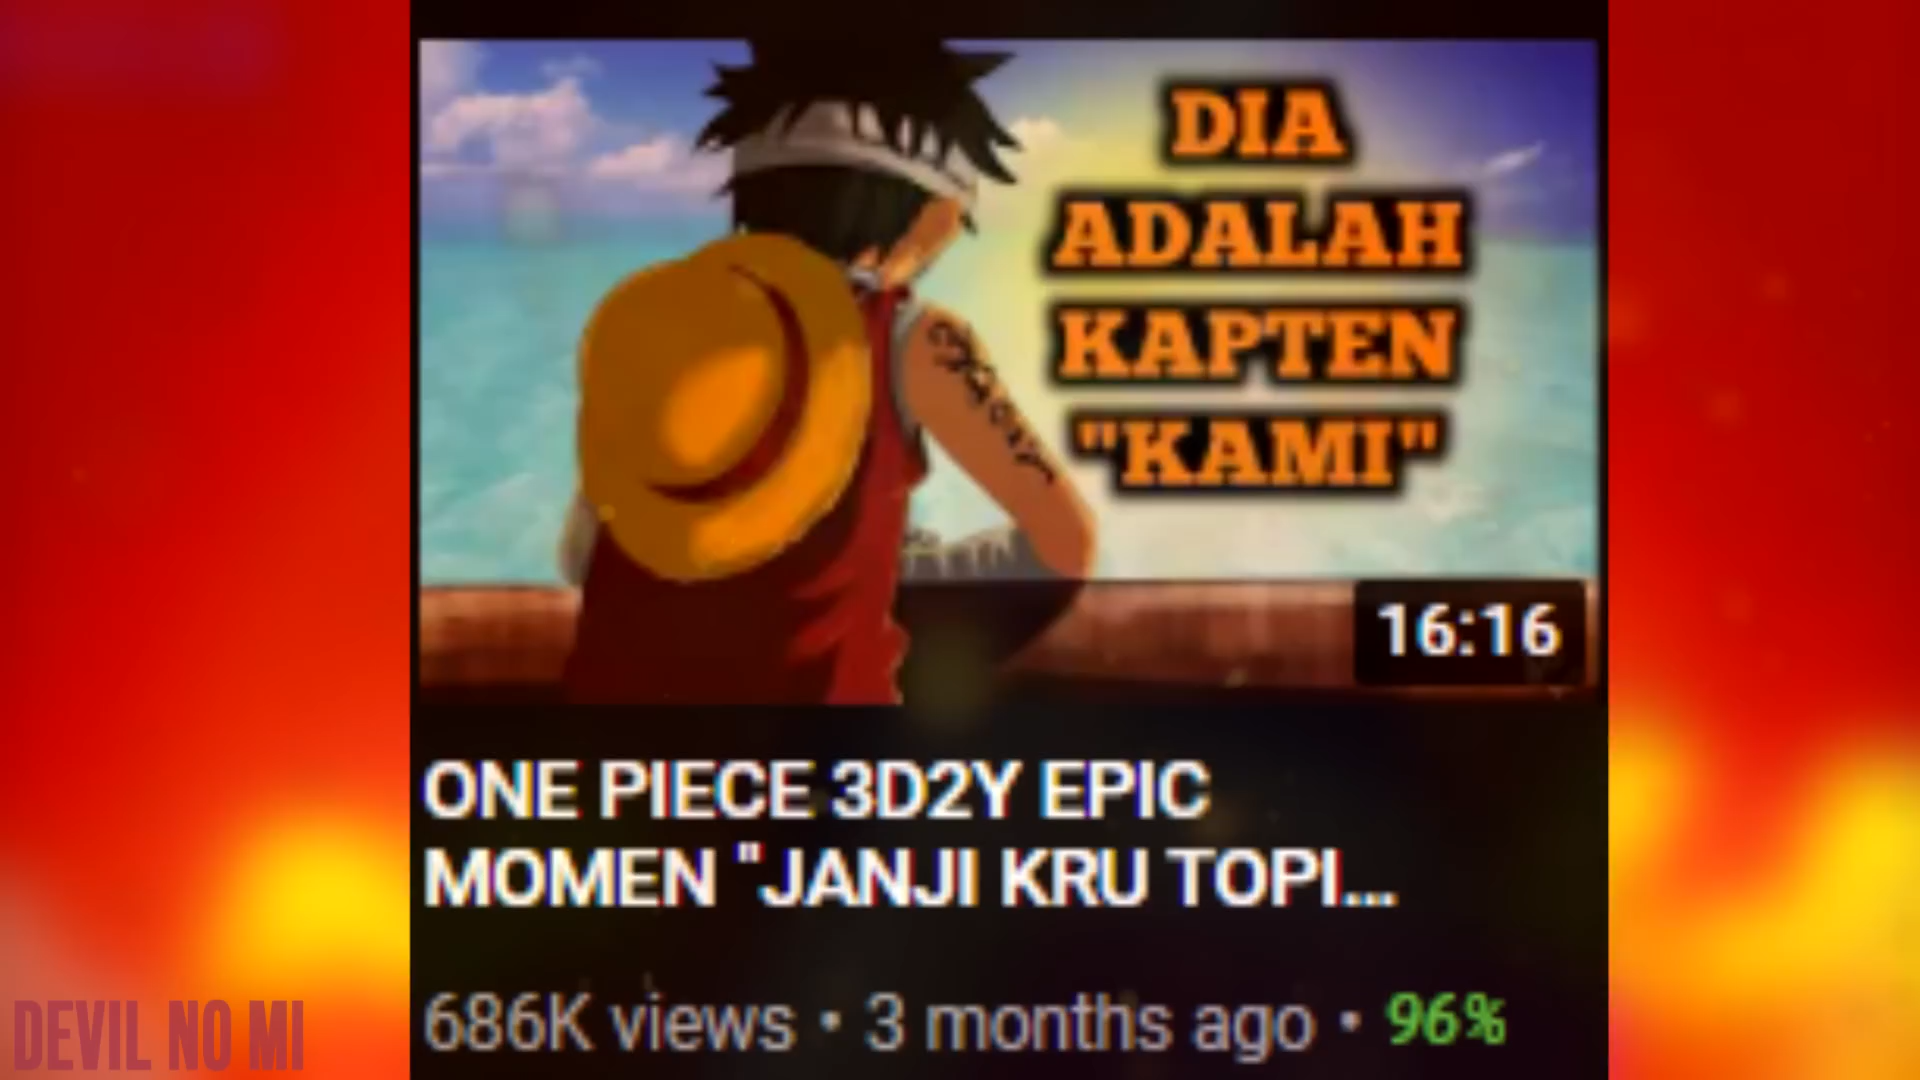 DIA
ADALAH
KAPTEN
"KAMI"
16:16
ONE PIECE 3D2Y EPIC
MOMEN "JANJI KRU TOPI...
686K views • 3 months ago • 96%
DEVIL NO MI